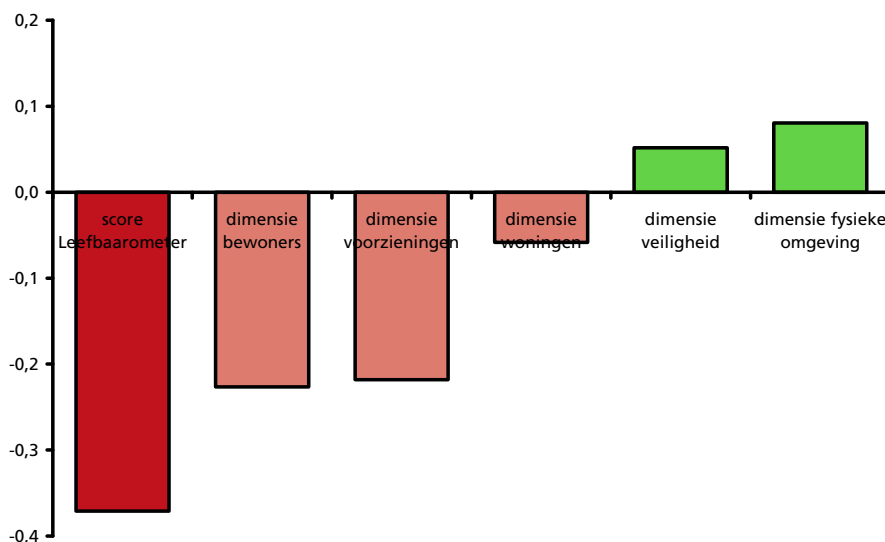 0,2
0,1
0,0
score
Leefbaarometer
dimensie
bewoners
dimensie
voorzieningen
dimensie
woningen
dimensie
veiligheid
dimensie fysieke
omgeving
-0,1
-0,2
-0,3
-0,4